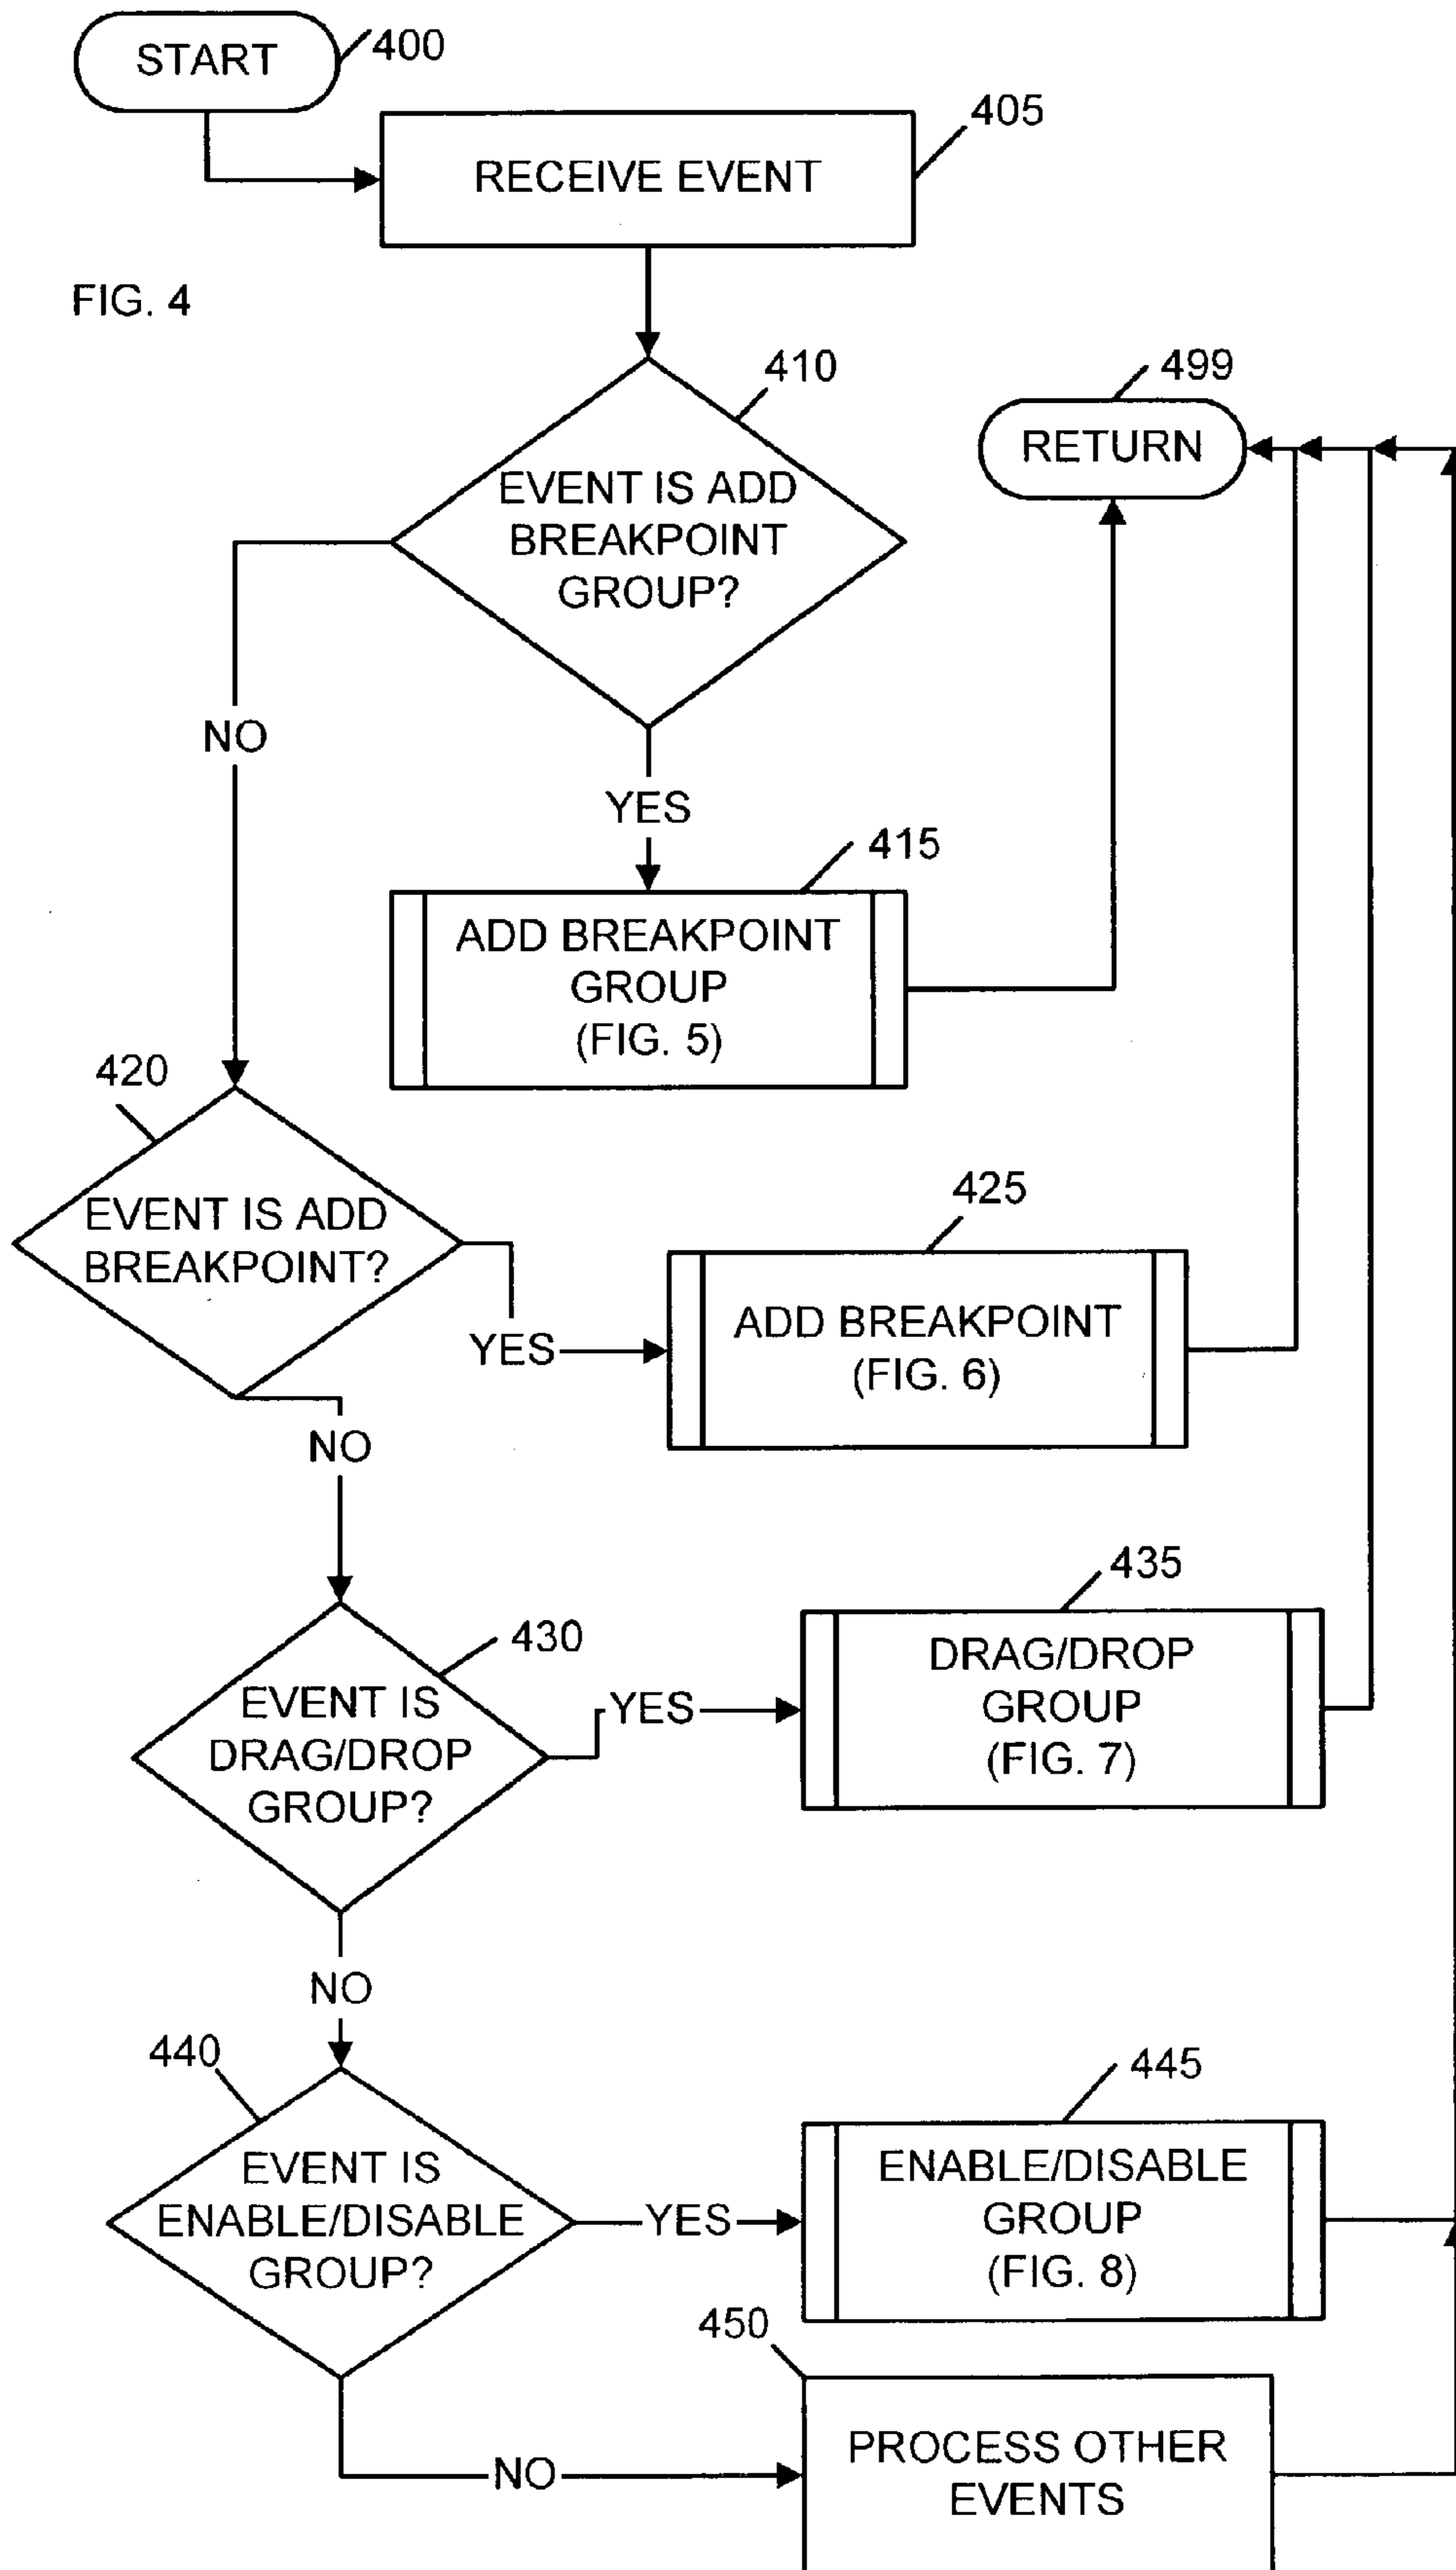 START
400
RECEIVE EVENT
405
FIG. 4
410
EVENT IS ADD
BREAKPOINT
GROUP?
499
RETURN
NO
YES
415
ADD BREAKPOINT
GROUP
(FIG. 5)
420
EVENT IS ADD
BREAKPOINT?
YES
425
ADD BREAKPOINT
(FIG. 6)
NO
430
EVENT IS
DRAG/DROP
GROUP?
YES
435
DRAG/DROP
GROUP
(FIG. 7)
NO
440
EVENT IS
ENABLE/DISABLE
GROUP?
YES
445
ENABLE/DISABLE
GROUP
(FIG. 8)
450
NO
PROCESS OTHER
EVENTS